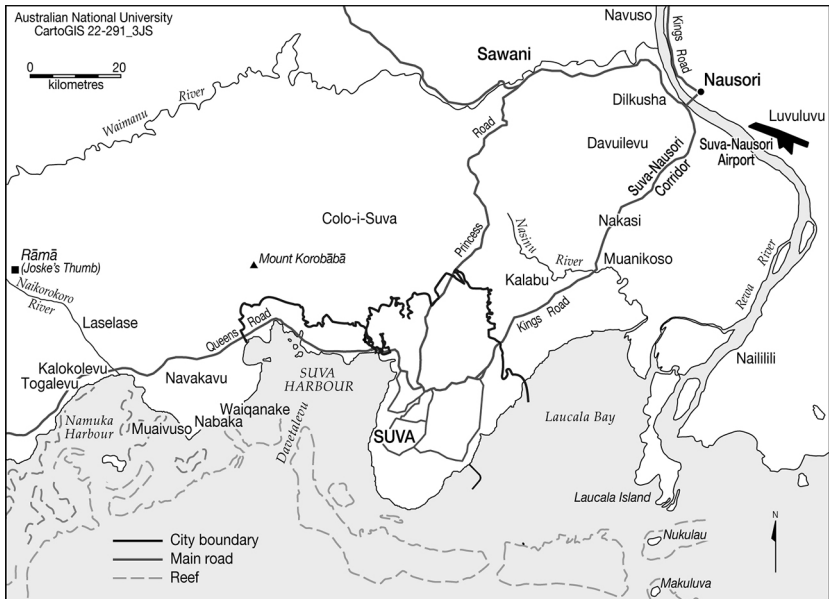 Australian National University
CartoGIS 22-291_3JS
0
20
kilometres
Navuso
Kings Road
Sawani
Nausori
Dilkusha
Luvuluvu
Waimanu River
Road
Davuilevu
Suva-Nausori
Corridor
Suva-Nausori
Airport
Colo-i-Suva
Nakasi
Princess
Nasinu
River
Muanikoso
Mount Korobābā
Rāmā
(Joske's Thumb)
Kalabu
Rewa River
Naikorokoro
River
Kings Road
Laselase
Queens Road
Naililili
Kalokolevu
Togalevu
Navakavu
SUVA
HARBOUR
Waiqanake
Laucala Bay
Namuka
Harbour
Muaivuso
Nabaka
Davetalevu
SUVA
Laucala Island
City boundary
Main road
Reef
N
Nukulau
Makuluva